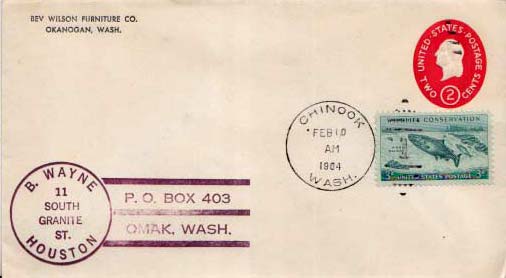 BEV WILSON FURNITURE CO.
OKANOGAN, WASH.
UNITED·STATES·POSTAGE
TWO 2 CENTS
CHINOOK
FEB 10
AM
1964
WASH.
WILDLIFE CONSERVATION
3¢ UNITED STATES POSTAGE 3¢
B. WAYNE
11
SOUTH
GRANITE
ST.
HOUSTON
P. O. BOX 403
OMAK, WASH.